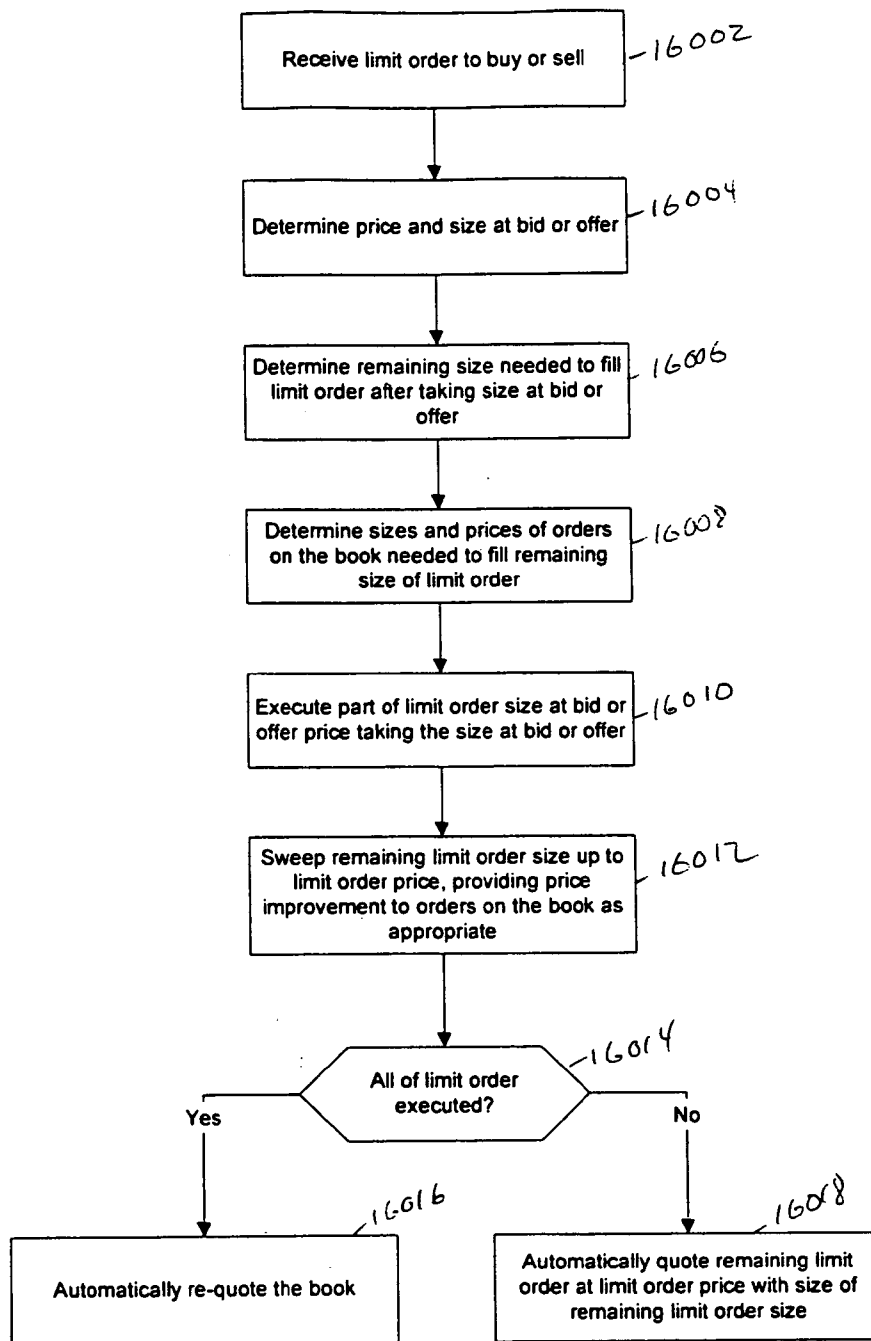 Receive limit order to buy or sell
16002
Determine price and size at bid or offer
16004
Determine remaining size needed to fill
limit order after taking size at bid or
offer
16006
Determine sizes and prices of orders
on the book needed to fill remaining
size of limit order
16008
Execute part of limit order size at bid or
offer price taking the size at bid or offer
16010
Sweep remaining limit order size up to
limit order price, providing price
improvement to orders on the book as
appropriate
16012
All of limit order
executed?
16014
Yes
No
Automatically re-quote the book
16016
Automatically quote remaining limit
order at limit order price with size of
remaining limit order size
16018